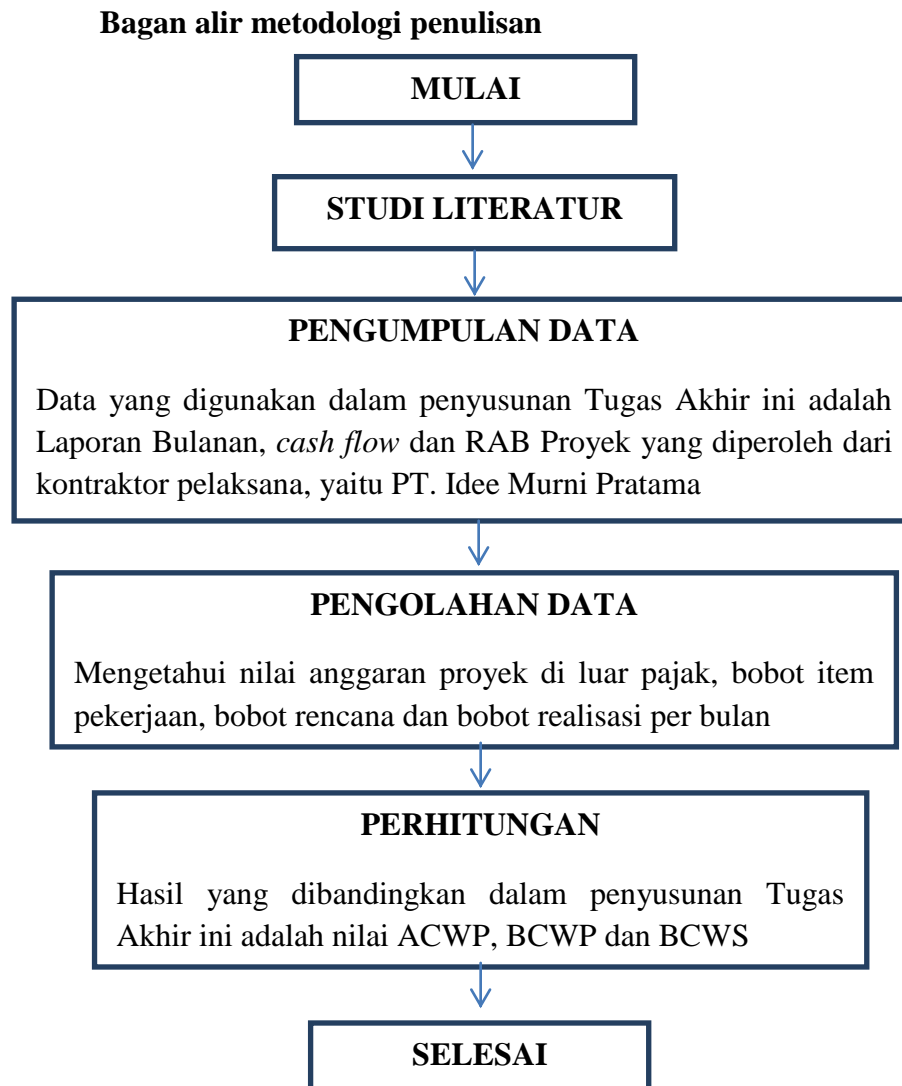 Bagan alir metodologi penulisan
MULAI
STUDI LITERATUR
PENGUMPULAN DATA
Data yang digunakan dalam penyusunan Tugas Akhir ini adalah
Laporan Bulanan, cash flow dan RAB Proyek yang diperoleh dari
kontraktor pelaksana, yaitu PT. Idee Murni Pratama
PENGOLAHAN DATA
Mengetahui nilai anggaran proyek di luar pajak, bobot item
pekerjaan, bobot rencana dan bobot realisasi per bulan
PERHITUNGAN
Hasil yang dibandingkan dalam penyusunan Tugas
Akhir ini adalah nilai ACWP, BCWP dan BCWS
SELESAI